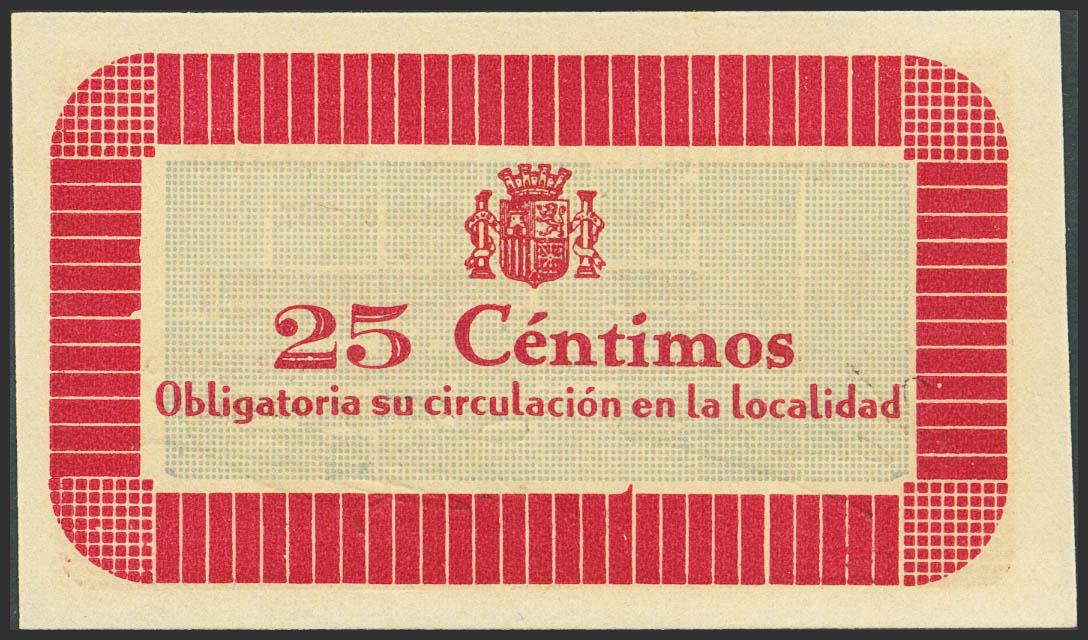 25 Céntimos
Obligatoria su circulación en la localidad